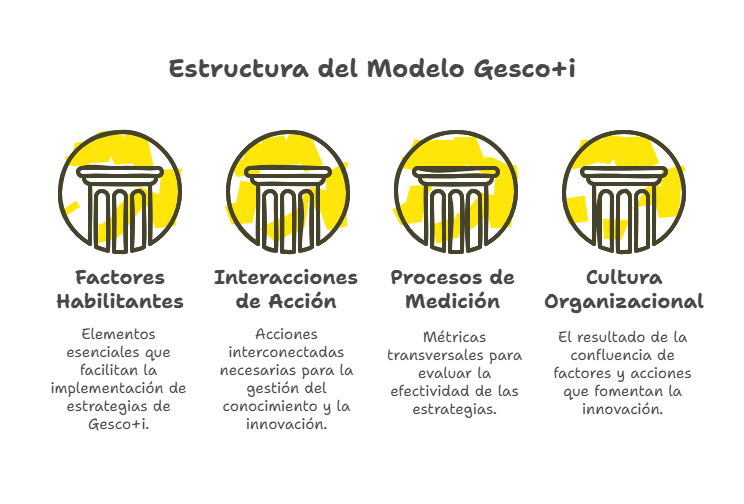 Estructura del Modelo Gesco+i
Factores
Habilitantes
Elementos
esenciales que
facilitan la
implementación de
estrategias de
Gesco+i.
Interacciones
de Acción
Acciones
interconectadas
necesarias para la
gestión del
conocimiento y la
innovación.
Procesos de
Medición
Métricas
transversales para
evaluar la
efectividad de las
estrategias.
Cultura
Organizacional
El resultado de la
confluencia de
factores y acciones
que fomentan la
innovación.